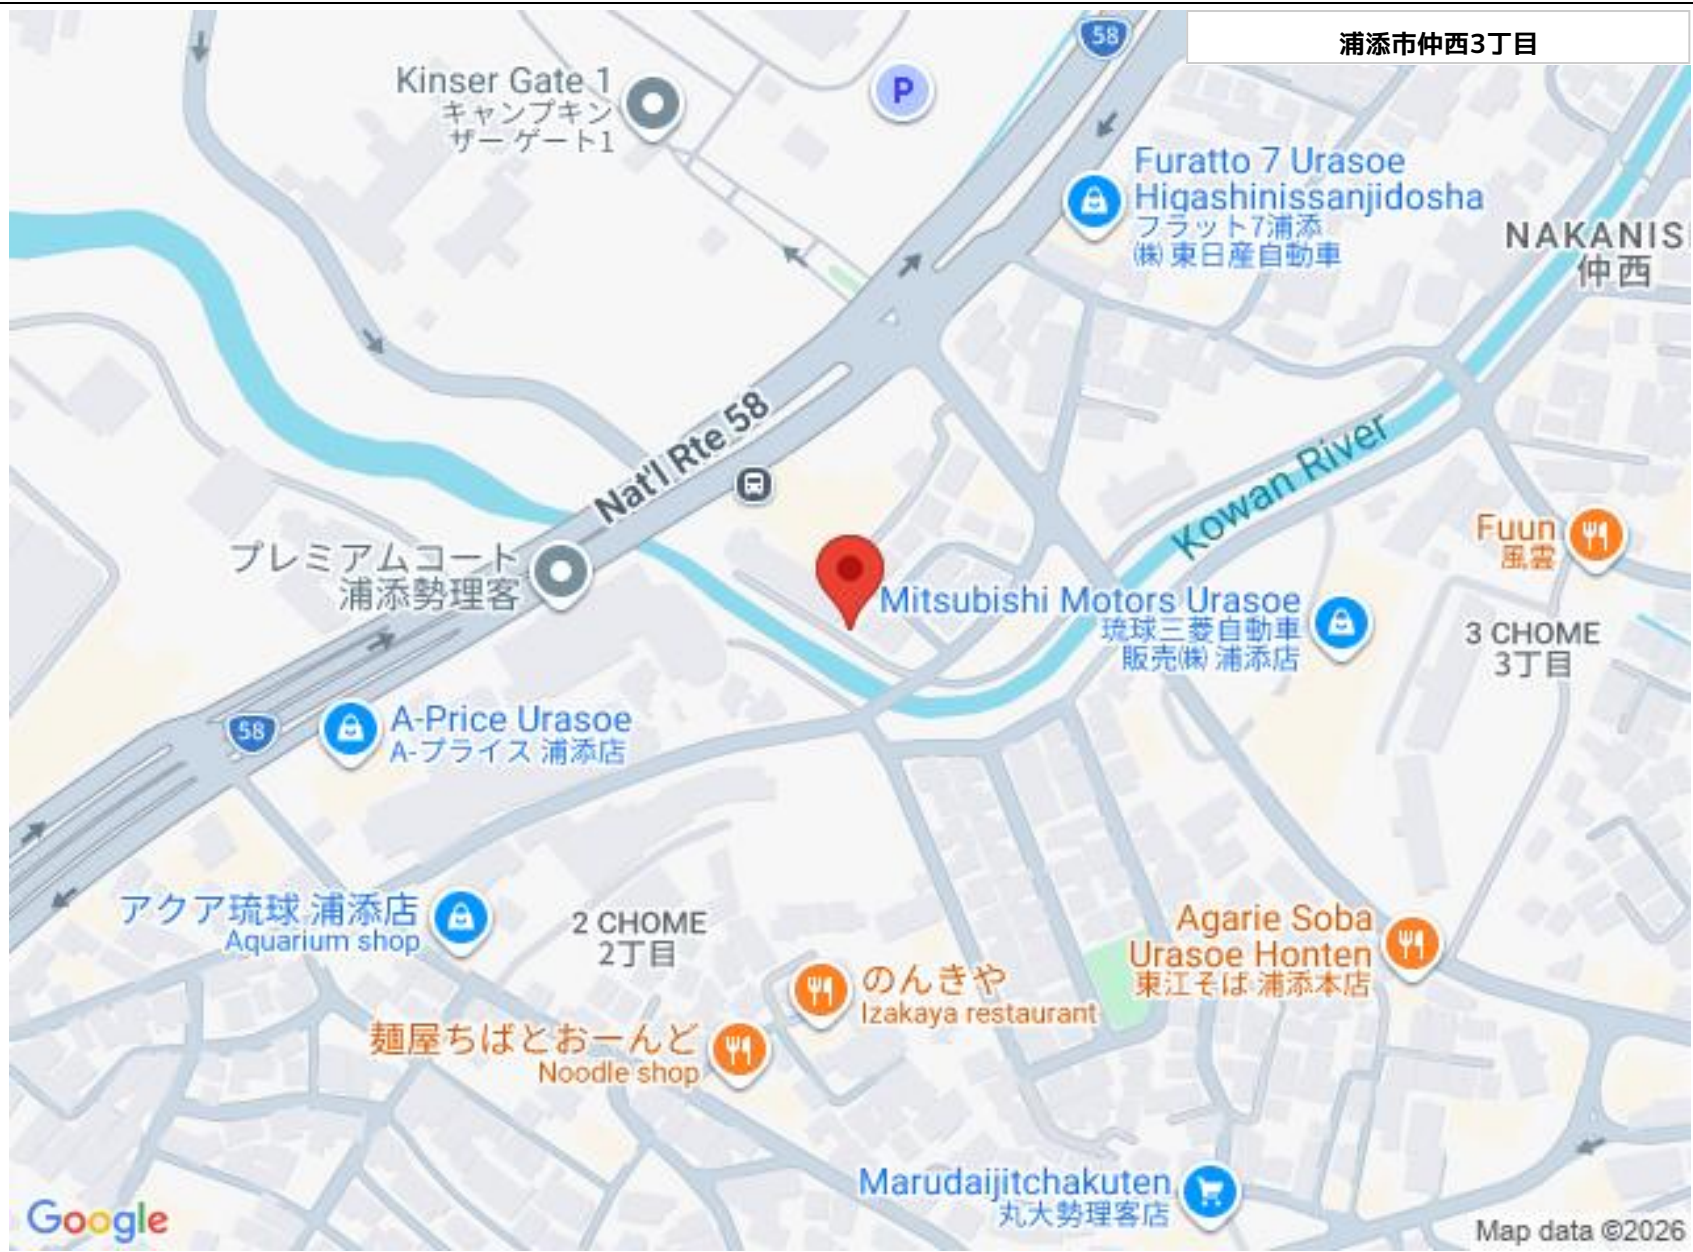 浦添市仲西3丁目
58
Kinser Gate 1
キャンプキン
ザー ゲート1
P
Furatto 7 Urasoe
Higashinissanjidosha
フラット7浦添
㈱東日産自動車
NAKANIS
仲西
Nat'l Rte 58
Kowan River
プレミアムコート
浦添勢理客
Fuun
風雲
Mitsubishi Motors Urasoe
琉球三菱自動車
販売㈱ 浦添店
3 CHOME
3丁目
58
A-Price Urasoe
A-プライス 浦添店
アクア琉球 浦添店
Aquarium shop
2 CHOME
2丁目
Agarie Soba
Urasoe Honten
東江そば 浦添本店
のんきや
Izakaya restaurant
麺屋ちばとおーんど
Noodle shop
Marudaijitchakuten
丸大勢理客店
Google
Map data ©2026